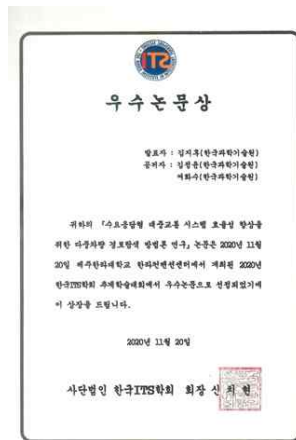 ITS
우수논문상
발표자 : 김지후(한국과학기술원)
공저자 : 김정윤(한국과학기술원)
여화수(한국과학기술원)
귀하의 『수요응답형 대중교통 시스템 효율성 향상을
위한 다중차량 경로탐색 방법론 연구』논문은 2020년 11월
20일 제주한라대학교 한라컨벤션센터에서 개최된 2020년
한국ITS학회 추계학술대회에서 우수논문으로 선정되었기에
이 상장을 드립니다.
2020년 11월 20일
사단법인 한국ITS학회 회장 신치현